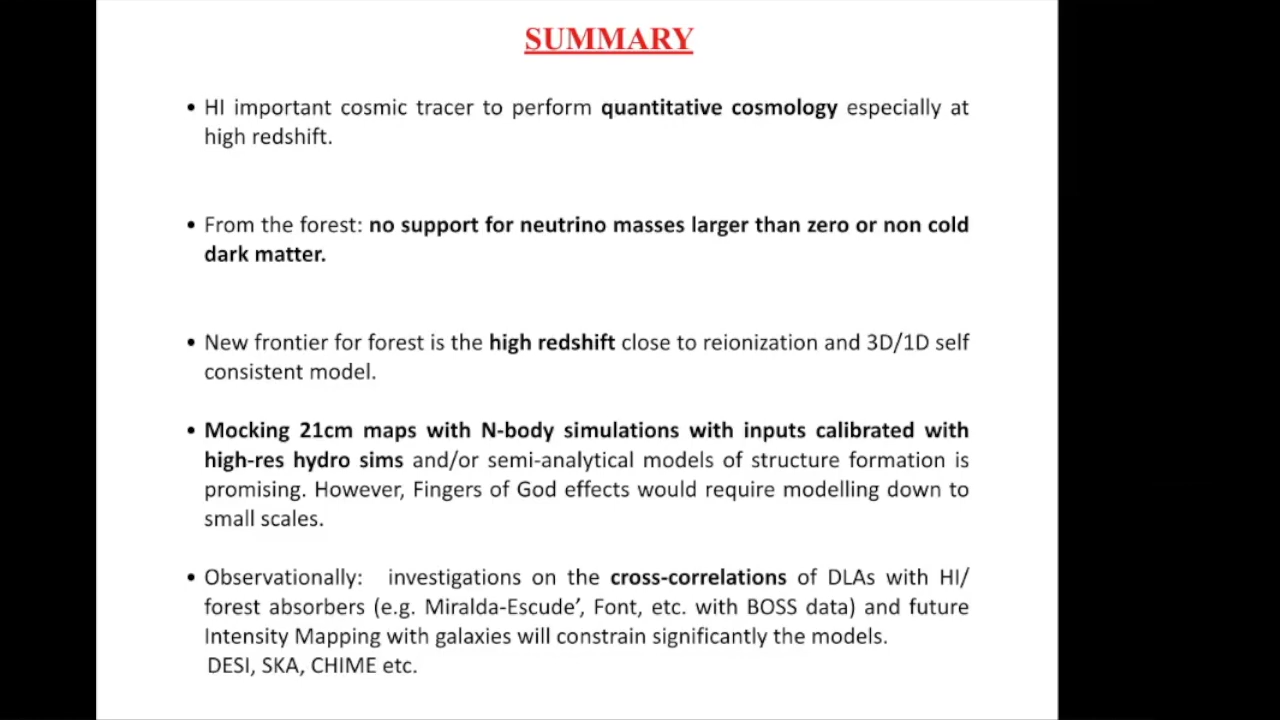 SUMMARY
• HI important cosmic tracer to perform quantitative cosmology especially at
high redshift.
• From the forest: no support for neutrino masses larger than zero or non cold
dark matter.
• New frontier for forest is the high redshift close to reionization and 3D/1D self
consistent model.
• Mocking 21cm maps with N-body simulations with inputs calibrated with
high-res hydro sims and/or semi-analytical models of structure formation is
promising. However, Fingers of God effects would require modelling down to
small scales.
• Observationally: investigations on the cross-correlations of DLAs with HI/
forest absorbers (e.g. Miralda-Escude’, Font, etc. with BOSS data) and future
Intensity Mapping with galaxies will constrain significantly the models.
DESI, SKA, CHIME etc.